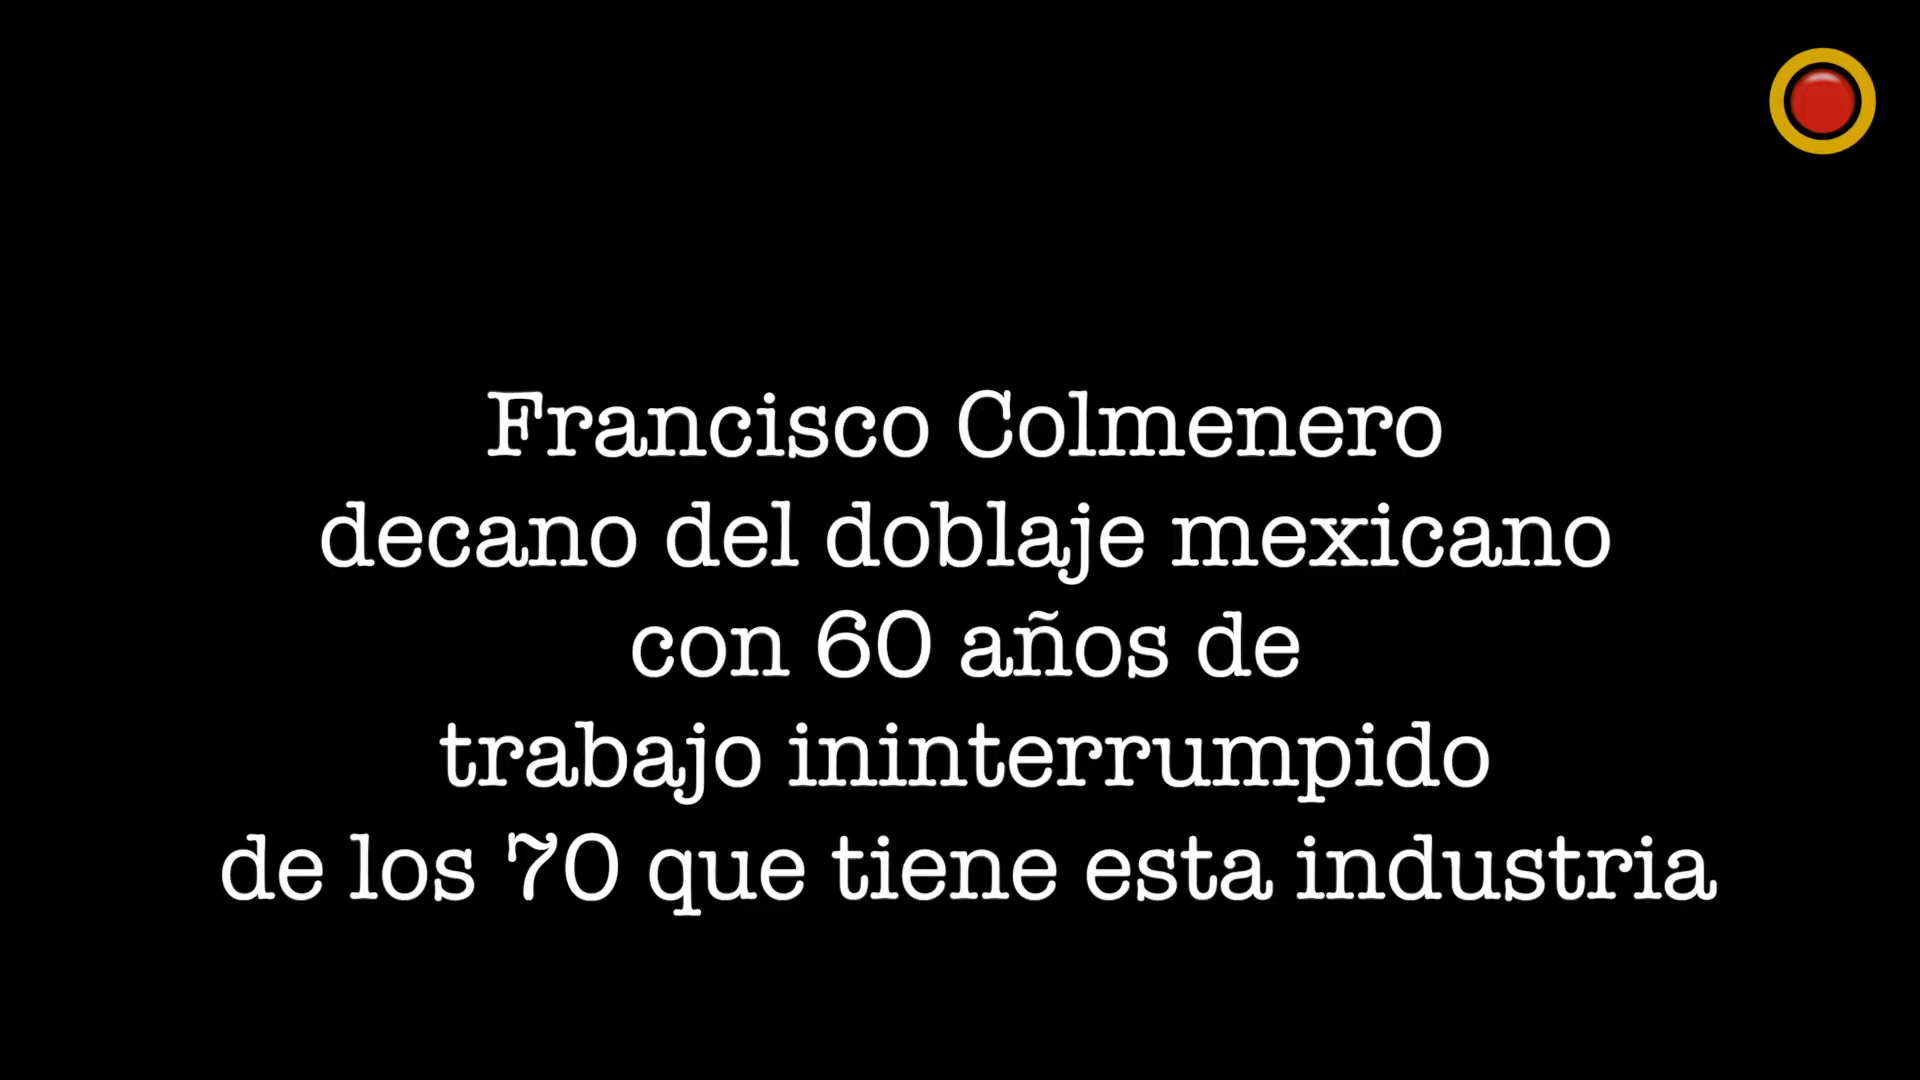 Francisco Colmenero
decano del doblaje mexicano
con 60 años de
trabajo ininterrumpido
de los 70 que tiene esta industria